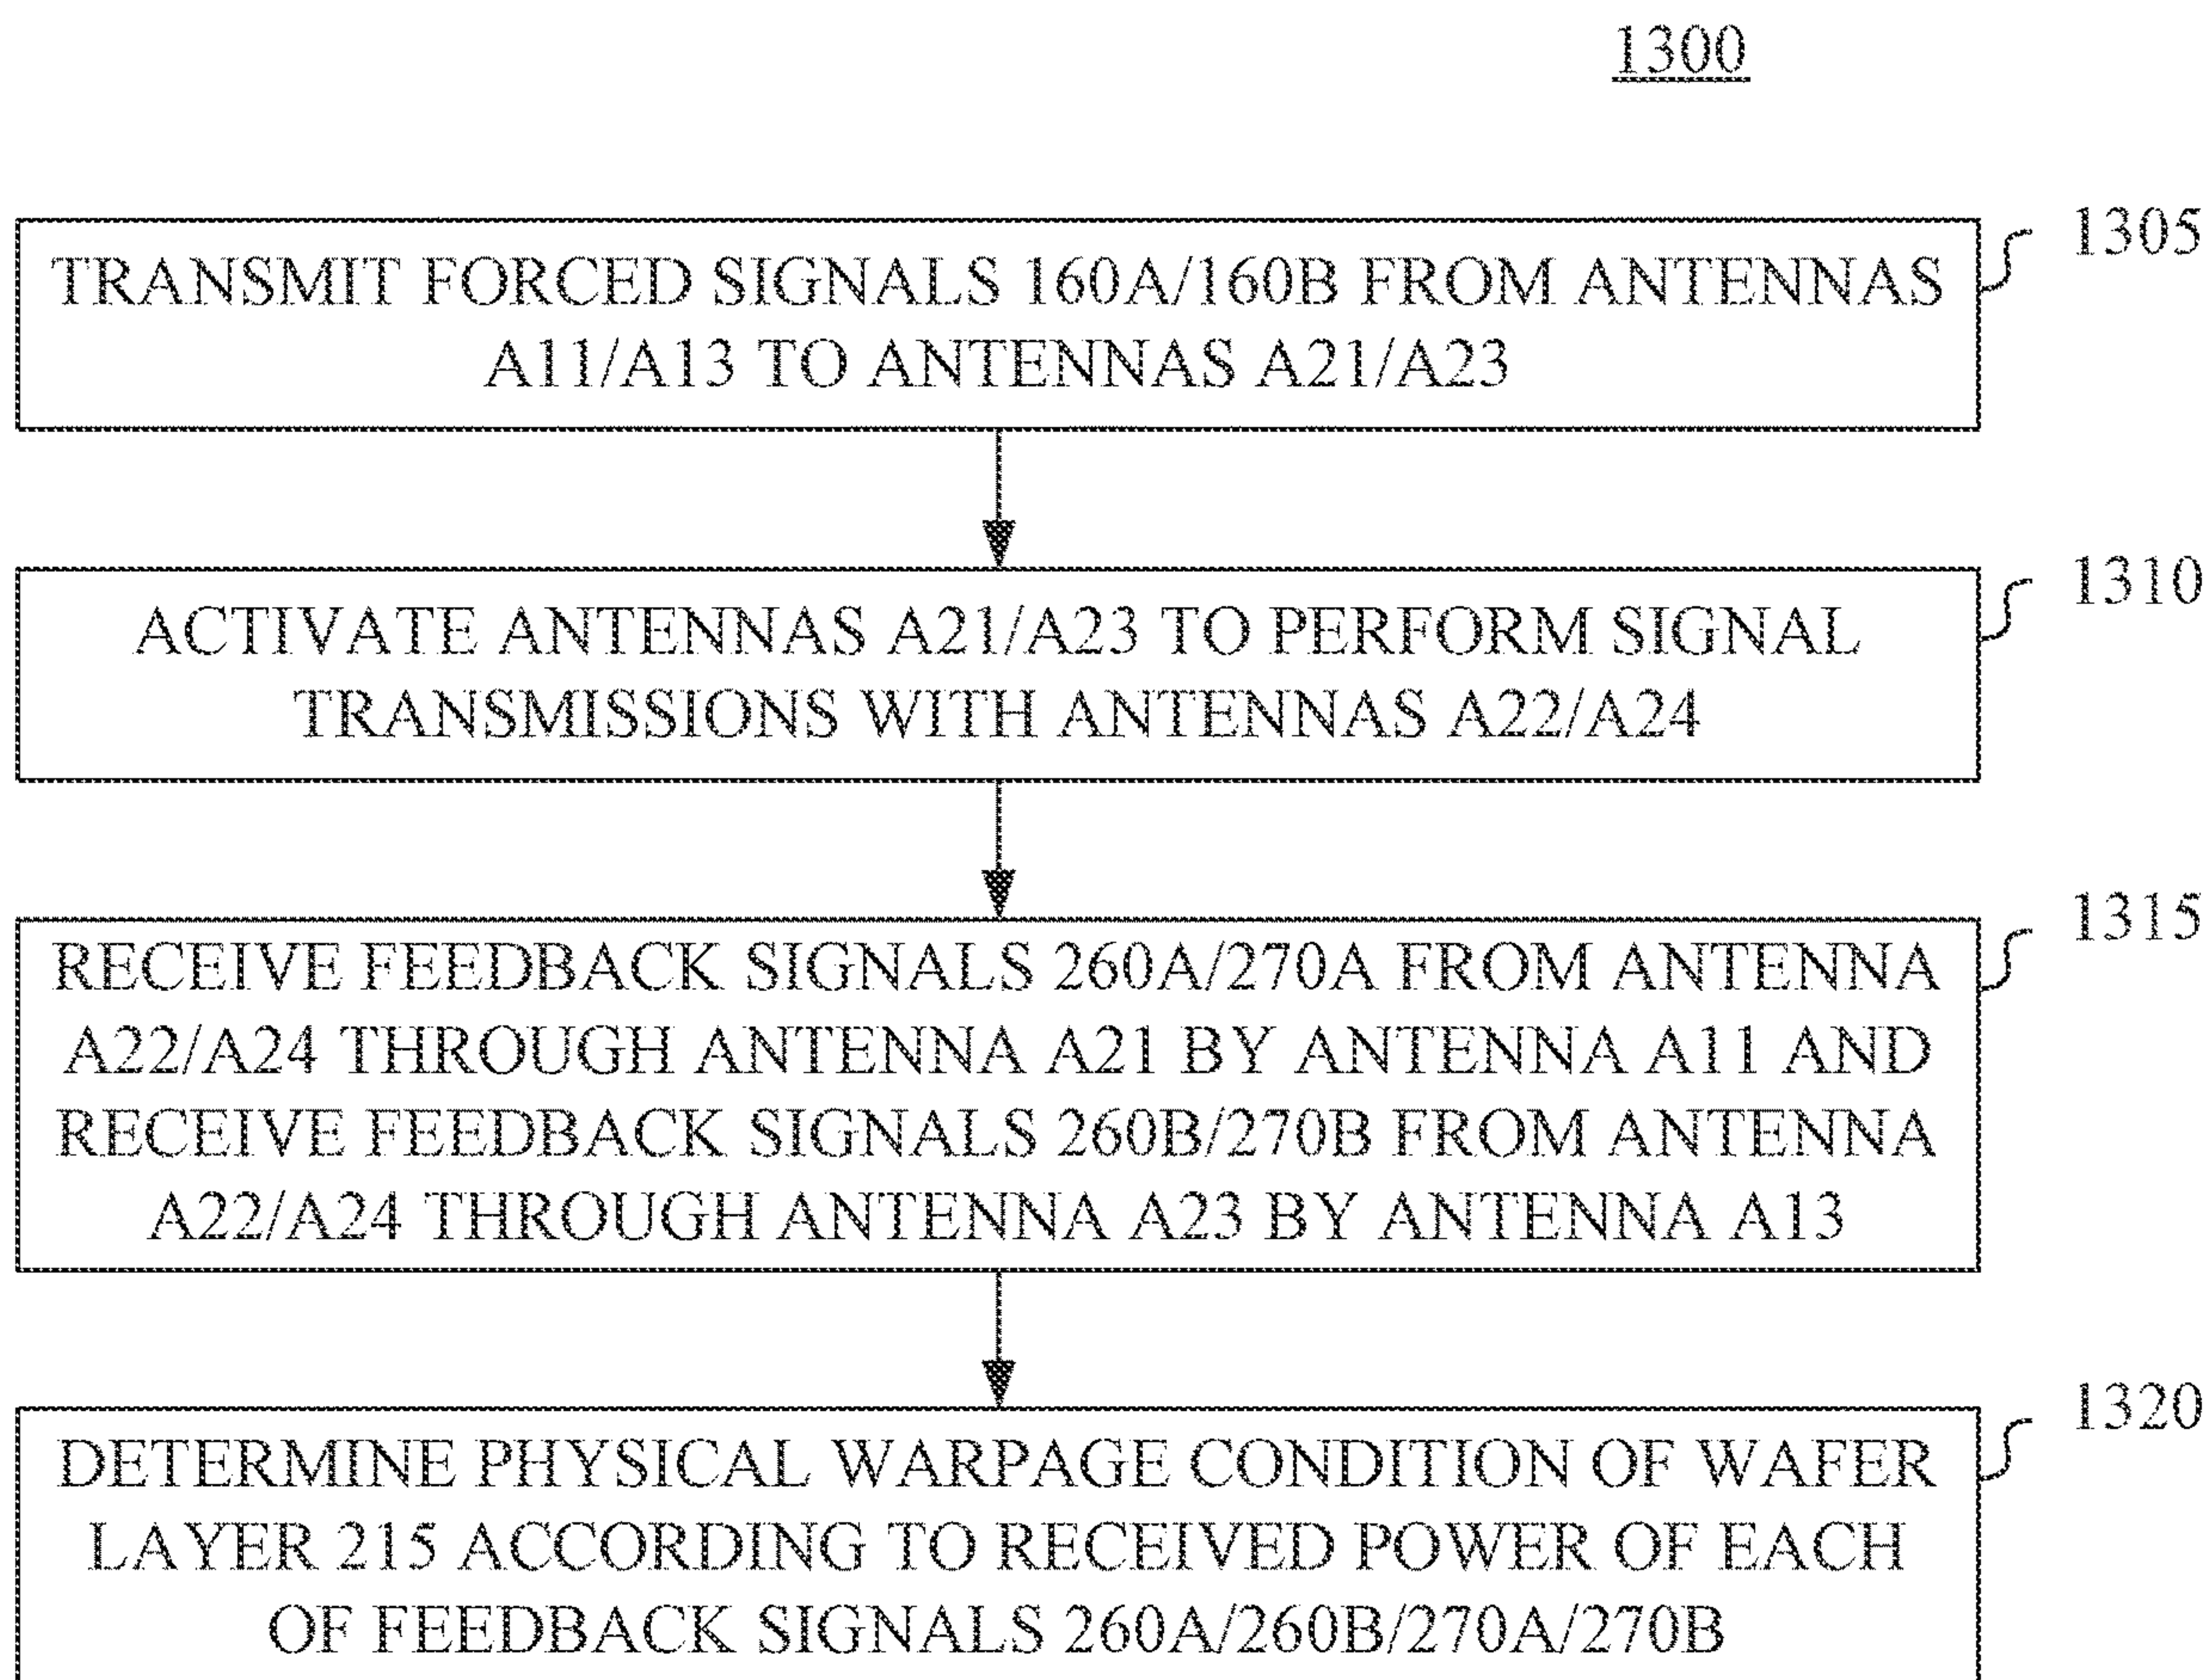 1300
1305
TRANSMIT FORCED SIGNALS 160A/160B FROM ANTENNAS
A11/A13 TO ANTENNAS A21/A23
1310
ACTIVATE ANTENNAS A21/A23 TO PERFORM SIGNAL
TRANSMISSIONS WITH ANTENNAS A22/A24
1315
RECEIVE FEEDBACK SIGNALS 260A/270A FROM ANTENNA
A22/A24 THROUGH ANTENNA A21 BY ANTENNA A11 AND
RECEIVE FEEDBACK SIGNALS 260B/270B FROM ANTENNA
A22/A24 THROUGH ANTENNA A23 BY ANTENNA A13
1320
DETERMINE PHYSICAL WARPAGE CONDITION OF WAFER
LAYER 215 ACCORDING TO RECEIVED POWER OF EACH
OF FEEDBACK SIGNALS 260A/260B/270A/270B